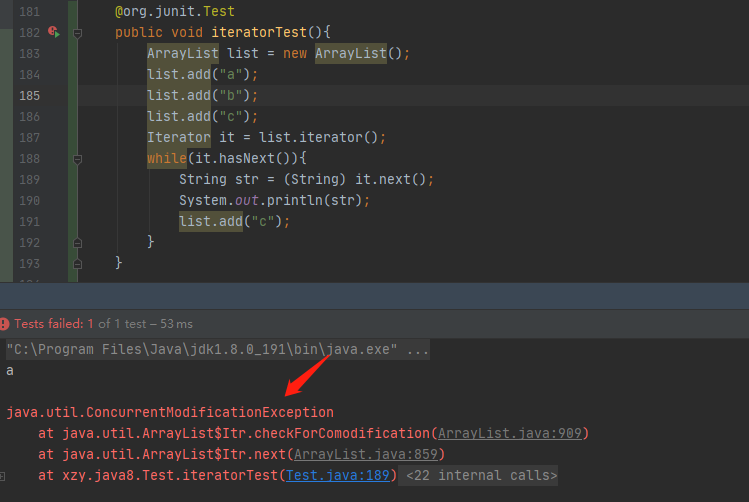 181 @org.junit.Test
182 public void iteratorTest(){
183 ArrayList list = new ArrayList();
184 list.add("a");
185 list.add("b");
186 list.add("c");
187 Iterator it = list.iterator();
188 while(it.hasNext()){
189 String str = (String) it.next();
190 System.out.println(str);
191 list.add("c");
192 }
193 }
Tests failed: 1 of 1 test – 53 ms
"C:\Program Files\Java\jdk1.8.0_191\bin\java.exe" ...
a
java.util.ConcurrentModificationException
at java.util.ArrayList$Itr.checkForComodification(ArrayList.java:909)
at java.util.ArrayList$Itr.next(ArrayList.java:859)
at xzy.java8.Test.iteratorTest(Test.java:189) <22 internal calls>